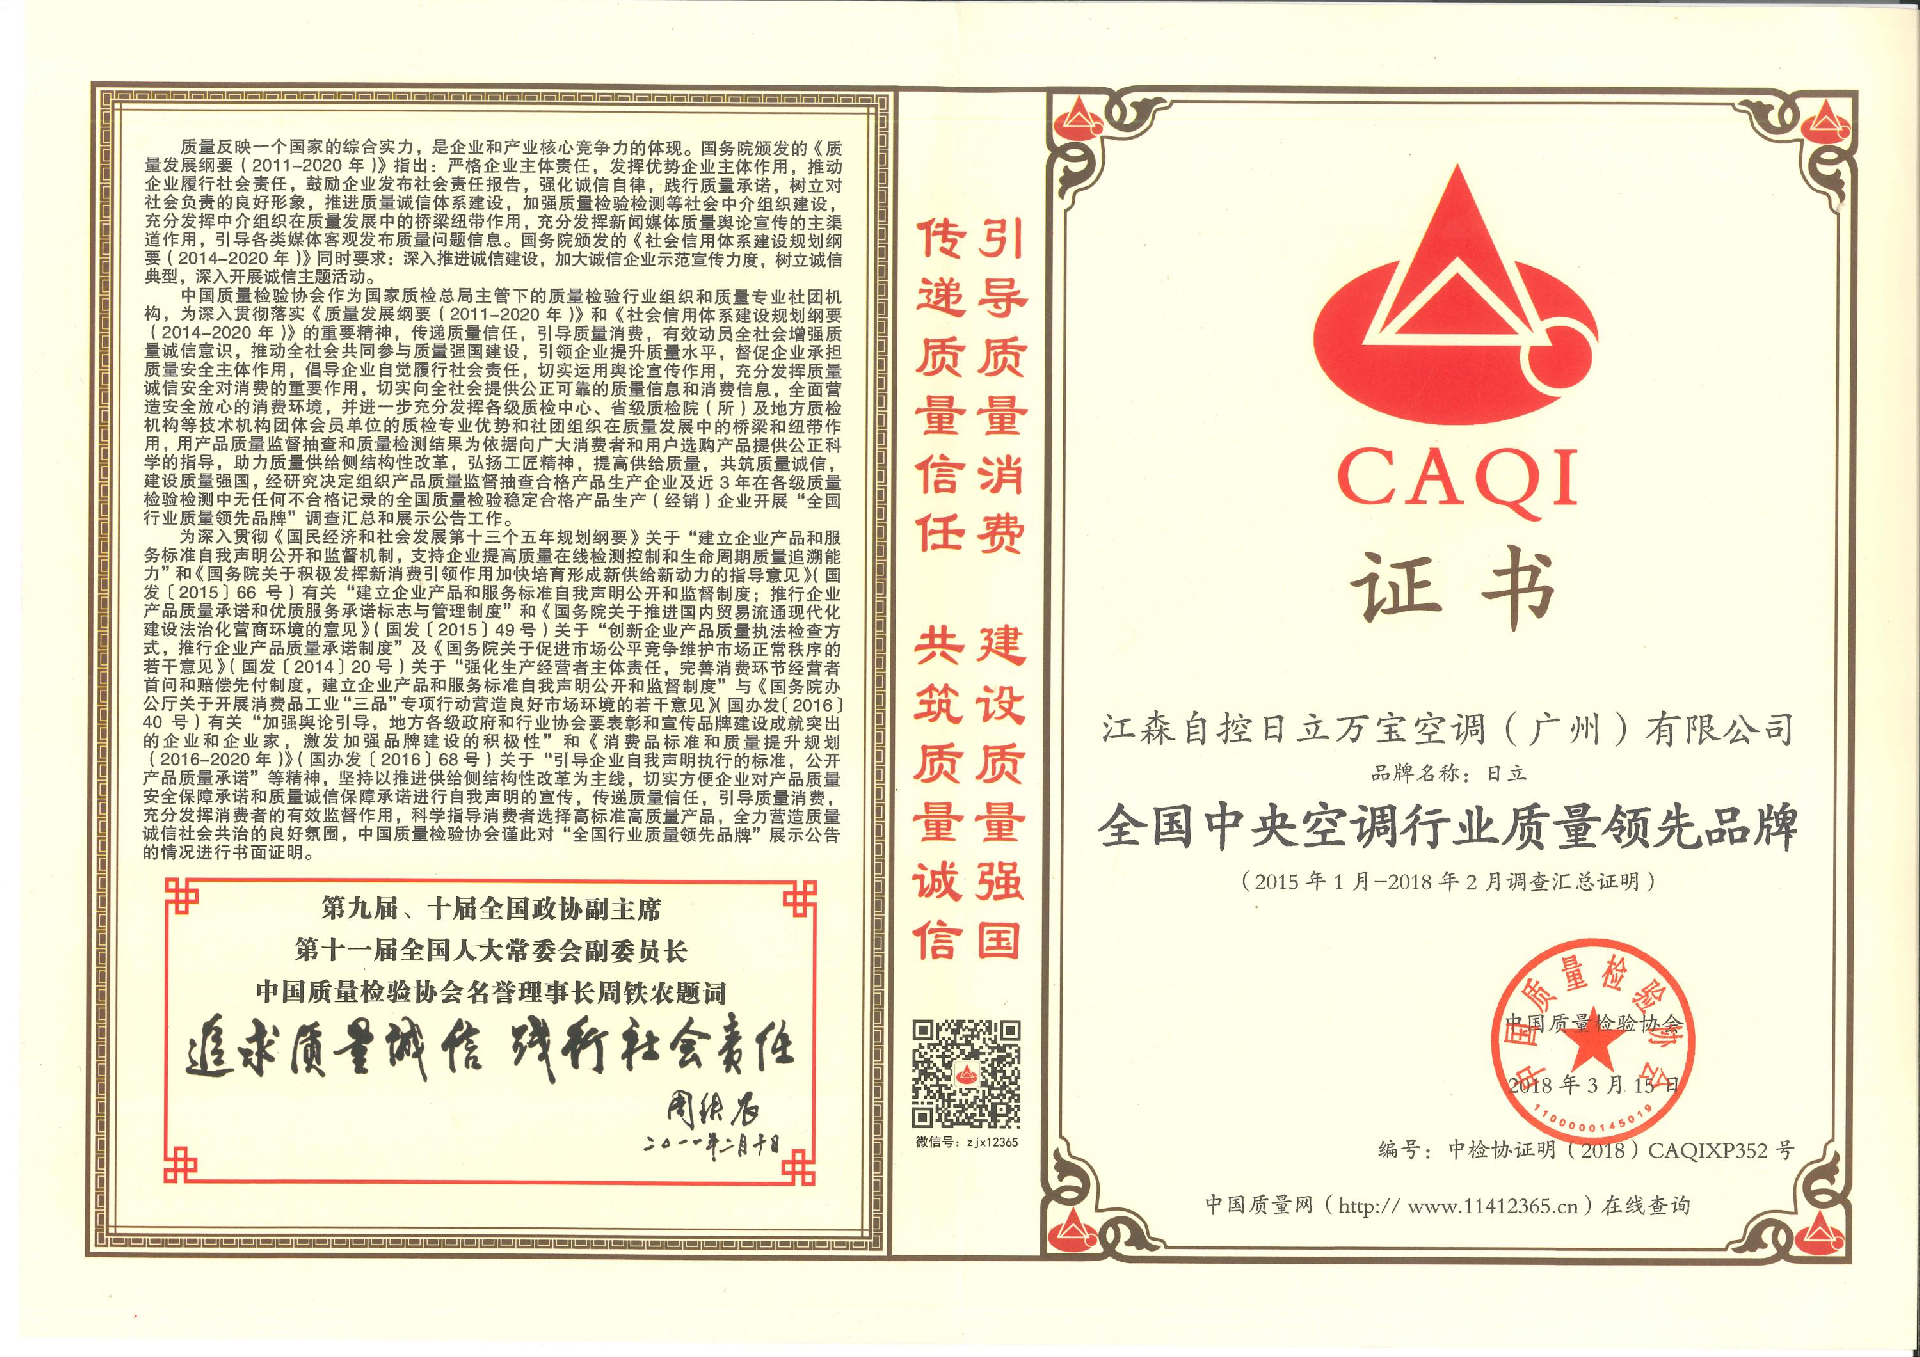 质量反映一个国家的综合实力，是企业和产业核心竞争力的体现。国务院颁发的《质
量发展纲要（2011-2020 年）》指出：严格企业主体责任，发挥优势企业主体作用，推动
企业履行社会责任，鼓励企业发布社会责任报告，强化诚信自律，践行质量承诺，树立对
社会负责的良好形象，推进质量诚信体系建设，加强质量检验检测等社会中介组织建设，
充分发挥中介组织在质量发展中的桥梁纽带作用，充分发挥新闻媒体质量舆论宣传的主渠
道作用，引导各类媒体客观发布质量问题信息。国务院颁发的《社会信用体系建设规划纲
要（2014-2020 年）》同时要求：深入推进诚信建设，加大诚信企业示范宣传力度，树立诚信
典型，深入开展诚信主题活动。
中国质量检验协会作为国家质检总局主管下的质量检验行业组织和质量专业社团机
构，为深入贯彻落实《质量发展纲要（2011-2020 年）》和《社会信用体系建设规划纲要
（2014-2020 年）》的重要精神，传递质量信任，引导质量消费，有效动员全社会增强质
量诚信意识，推动全社会共同参与质量强国建设，引领企业提升质量水平，督促企业承担
质量安全主体作用，倡导企业自觉履行社会责任，切实运用舆论宣传作用，充分发挥质量
诚信安全对消费的重要作用，切实向全社会提供公正可靠的质量信息和消费信息，全面营
造安全放心的消费环境，并进一步充分发挥各级质检中心、省级质检院（所）及地方质检
机构等技术机构团体会员单位的质检专业优势和社团组织在质量发展中的桥梁和纽带作
用，用产品质量监督抽查和质量检测结果为依据向广大消费者和用户选购产品提供公正科
学的指导，助力质量供给侧结构性改革，弘扬工匠精神，提高供给质量，共筑质量诚信，
建设质量强国，经研究决定组织产品质量监督抽查合格产品生产企业及近 3 年在各级质量
检验检测中无任何不合格记录的全国质量检验稳定合格产品生产（经销）企业开展“全国
行业质量领先品牌”调查汇总和展示公告工作。
为深入贯彻《国民经济和社会发展第十三个五年规划纲要》关于“建立企业产品和服
务标准自我声明公开和监督机制，支持企业提高质量在线检测控制和生命周期质量追溯能
力”和《国务院关于积极发挥新消费引领作用加快培育形成新供给新动力的指导意见》（国
发〔2015〕66 号）有关“建立企业产品和服务标准自我声明公开和监督制度；推行企业
产品质量承诺和优质服务承诺标志与管理制度”和《国务院关于推进国内贸易流通现代化
建设法治化营商环境的意见》（国发〔2015〕49 号）关于“创新企业产品质量执法检查方
式，推行企业产品质量承诺制度”及《国务院关于促进市场公平竞争维护市场正常秩序的
若干意见》（国发〔2014〕20 号）关于“强化生产经营者主体责任，完善消费环节经营者
首问和赔偿先付制度，建立企业产品和服务标准自我声明公开和监督制度”与《国务院办
公厅关于开展消费品工业“三品”专项行动营造良好市场环境的若干意见》（国办发〔2016〕
40 号）有关“加强舆论引导，地方各级政府和行业协会要表彰和宣传品牌建设成就突出
的企业和企业家，激发加强品牌建设的积极性”和《消费品标准和质量提升规划
（2016-2020 年）》（国办发〔2016〕68 号）关于“引导企业自我声明执行的标准，公开
产品质量承诺”等精神，坚持以推进供给侧结构性改革为主线，切实方便企业对产品质量
安全保障承诺和质量诚信保障承诺进行自我声明的宣传，传递质量信任，引导质量消费，
充分发挥消费者的有效监督作用，科学指导消费者选择高标准高质量产品，全力营造质量
诚信社会共治的良好氛围，中国质量检验协会谨此对“全国行业质量领先品牌”展示公告
的情况进行书面证明。
第九届、十届全国政协副主席
第十一届全国人大常委会副委员长
中国质量检验协会名誉理事长周铁农题词
追求质量诚信 践行社会责任
周铁农
二〇一一年二月十日
引导质量消费 建设质量强国
传递质量信任 共筑质量诚信
微信号：zjx12365
CAQI
证书
江森自控日立万宝空调（广州）有限公司
品牌名称：日立
全国中央空调行业质量领先品牌
（2015 年 1 月-2018 年 2 月调查汇总证明）
中国质量检验协会
中国质量检验协会
2018 年 3 月 15 日
1100000145019
编号：中检协证明（2018）CAQIXP352 号
中国质量网（http:// www.11412365.cn）在线查询